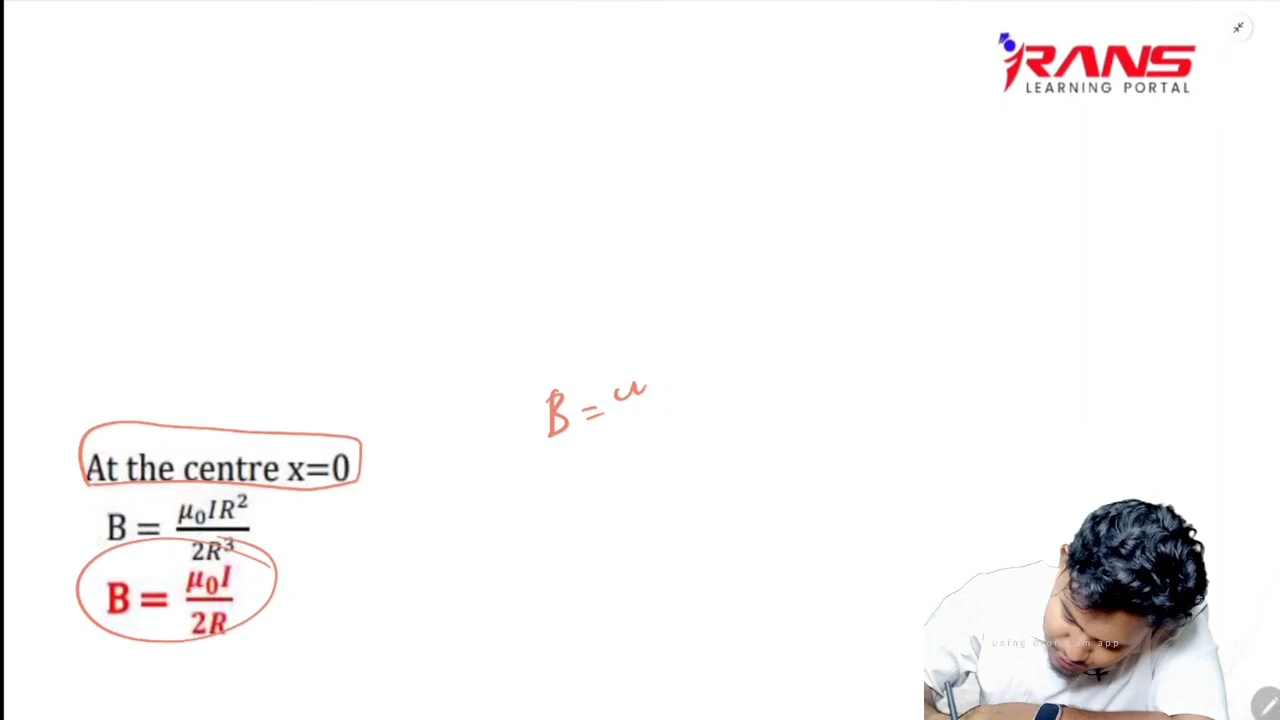 RANS
LEARNING PORTAL
B = u
At the centre x=0
B = μ₀IR² / 2R³
B = μ₀I / 2R